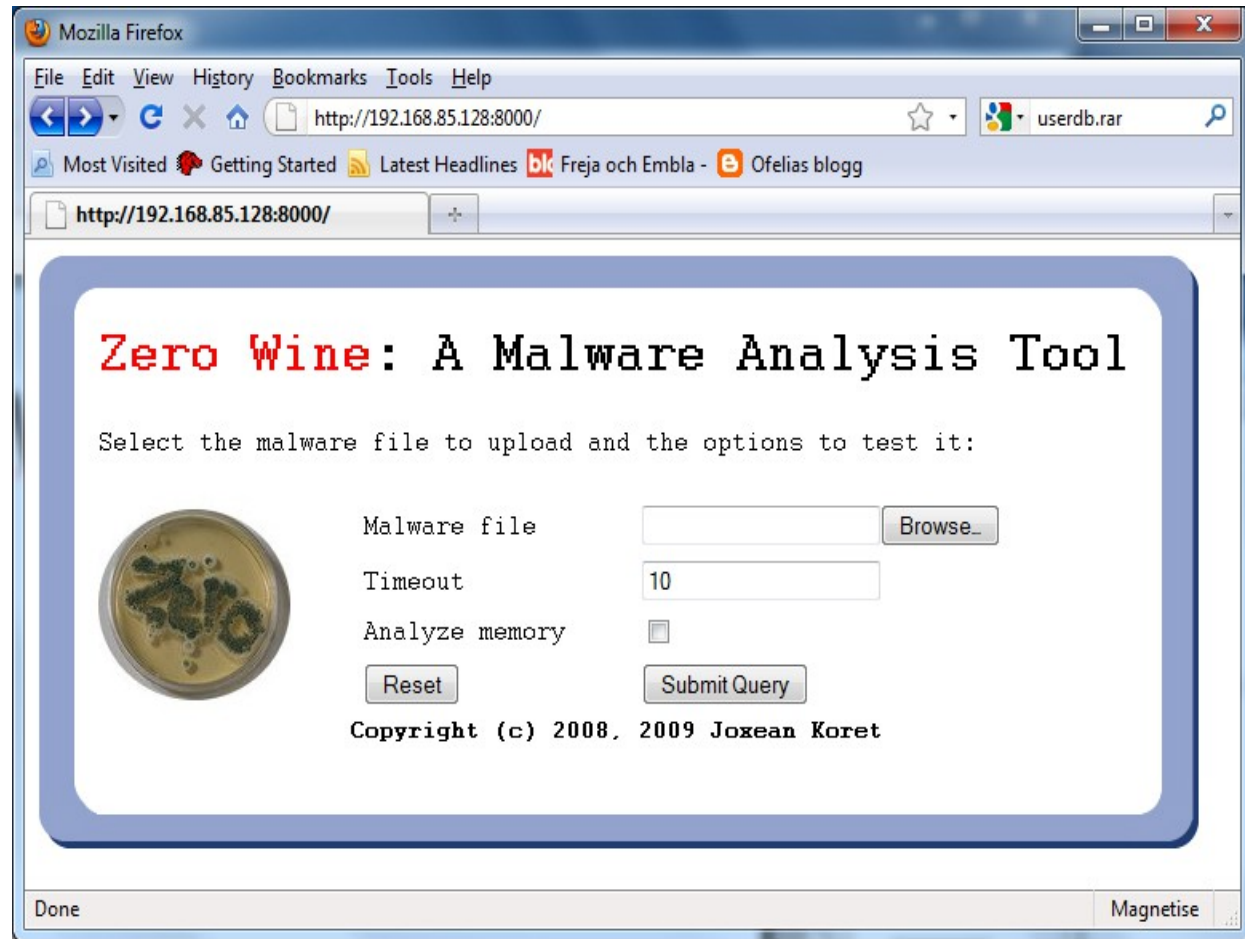 Mozilla Firefox
File Edit View History Bookmarks Tools Help
http://192.168.85.128:8000/
userdb.rar
Most Visited Getting Started Latest Headlines blo Freja och Embla - Ofelias blogg
http://192.168.85.128:8000/
Zero Wine: A Malware Analysis Tool
Select the malware file to upload and the options to test it:
Zero
Malware file Browse…
Timeout 10
Analyze memory
Reset Submit Query
Copyright (c) 2008, 2009 Joxean Koret
Done Magnetise